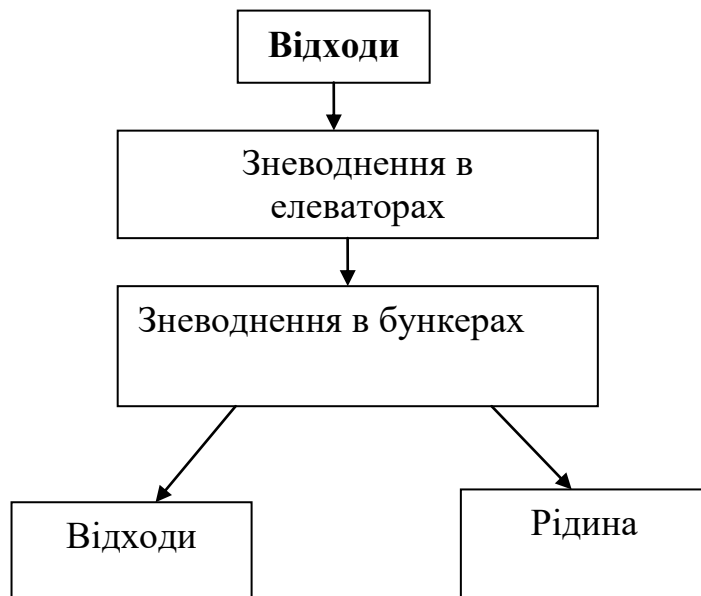 Відходи
Зневоднення в
елеваторах
Зневоднення в бункерах
Відходи
Рідина